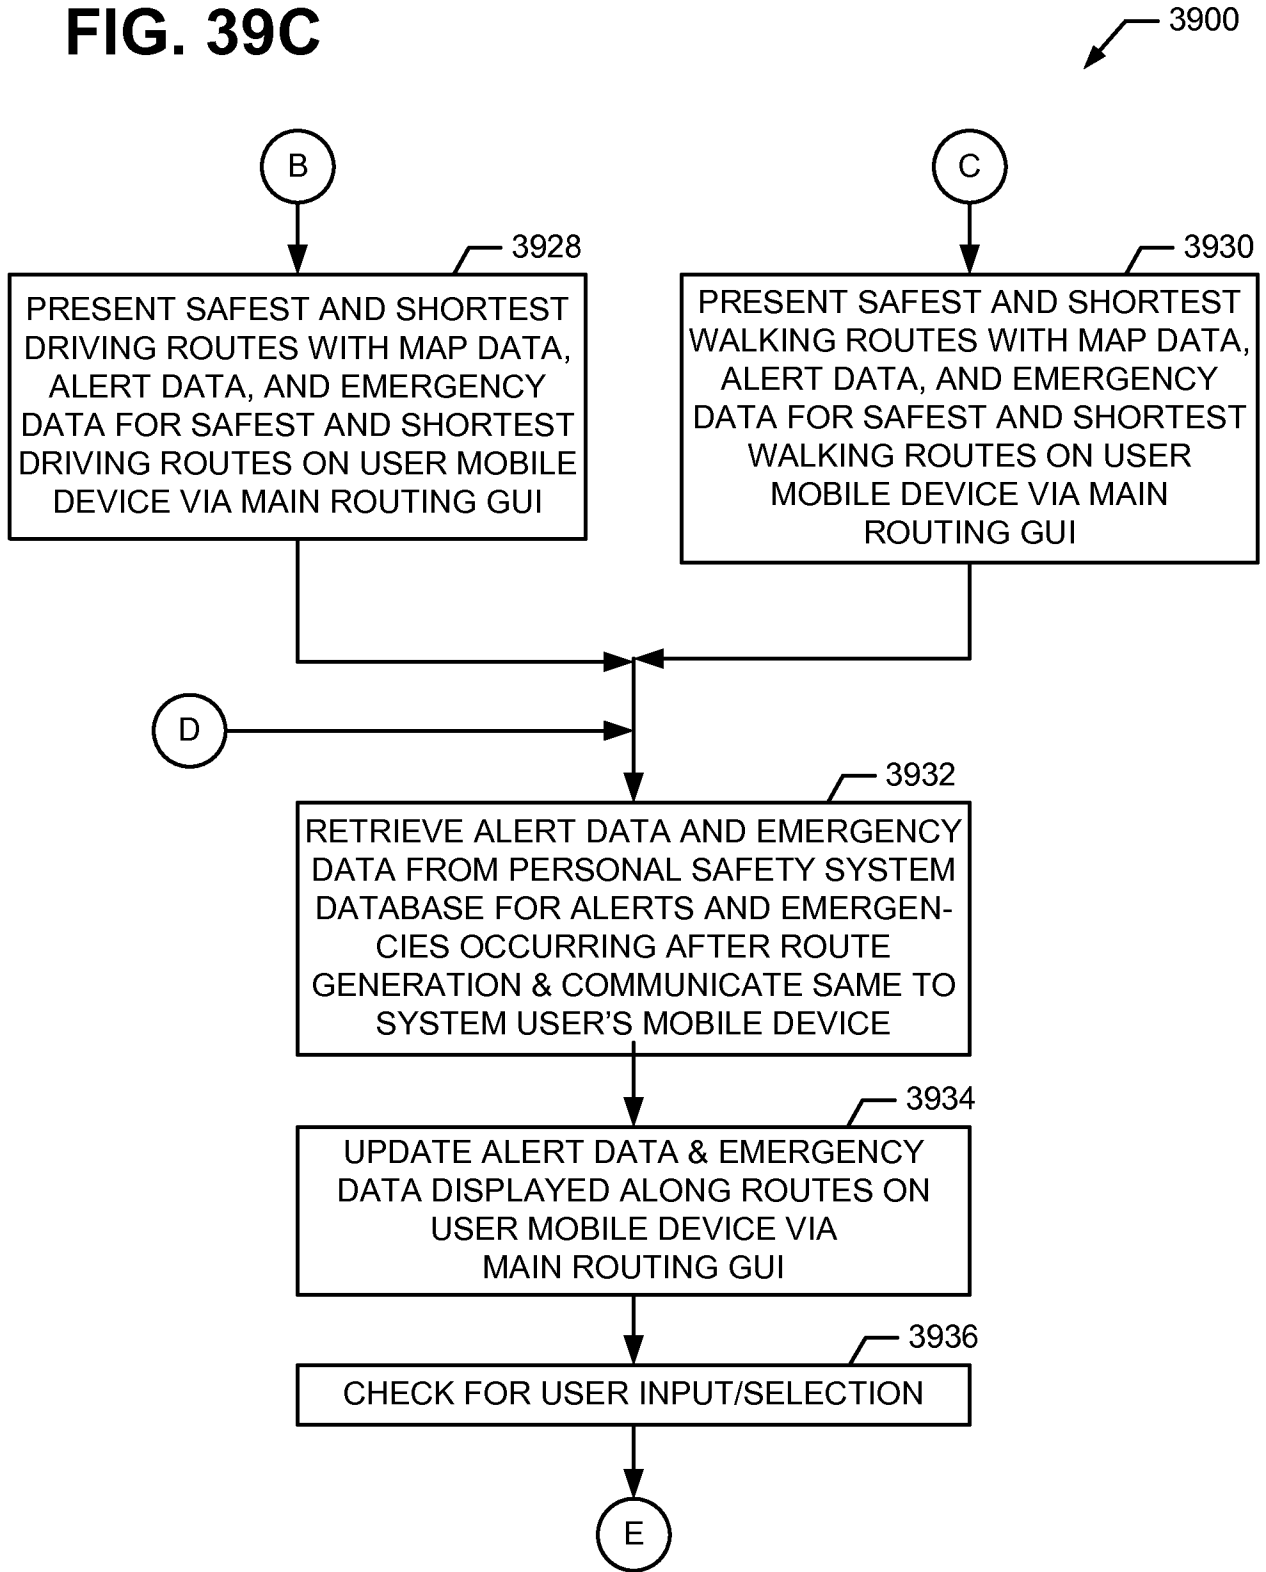 FIG. 39C
3900
B
C
3928
PRESENT SAFEST AND SHORTEST
DRIVING ROUTES WITH MAP DATA,
ALERT DATA, AND EMERGENCY
DATA FOR SAFEST AND SHORTEST
DRIVING ROUTES ON USER MOBILE
DEVICE VIA MAIN ROUTING GUI
3930
PRESENT SAFEST AND SHORTEST
WALKING ROUTES WITH MAP DATA,
ALERT DATA, AND EMERGENCY
DATA FOR SAFEST AND SHORTEST
WALKING ROUTES ON USER
MOBILE DEVICE VIA MAIN
ROUTING GUI
D
3932
RETRIEVE ALERT DATA AND EMERGENCY
DATA FROM PERSONAL SAFETY SYSTEM
DATABASE FOR ALERTS AND EMERGEN-
CIES OCCURRING AFTER ROUTE
GENERATION & COMMUNICATE SAME TO
SYSTEM USER’S MOBILE DEVICE
3934
UPDATE ALERT DATA & EMERGENCY
DATA DISPLAYED ALONG ROUTES ON
USER MOBILE DEVICE VIA
MAIN ROUTING GUI
3936
CHECK FOR USER INPUT/SELECTION
E